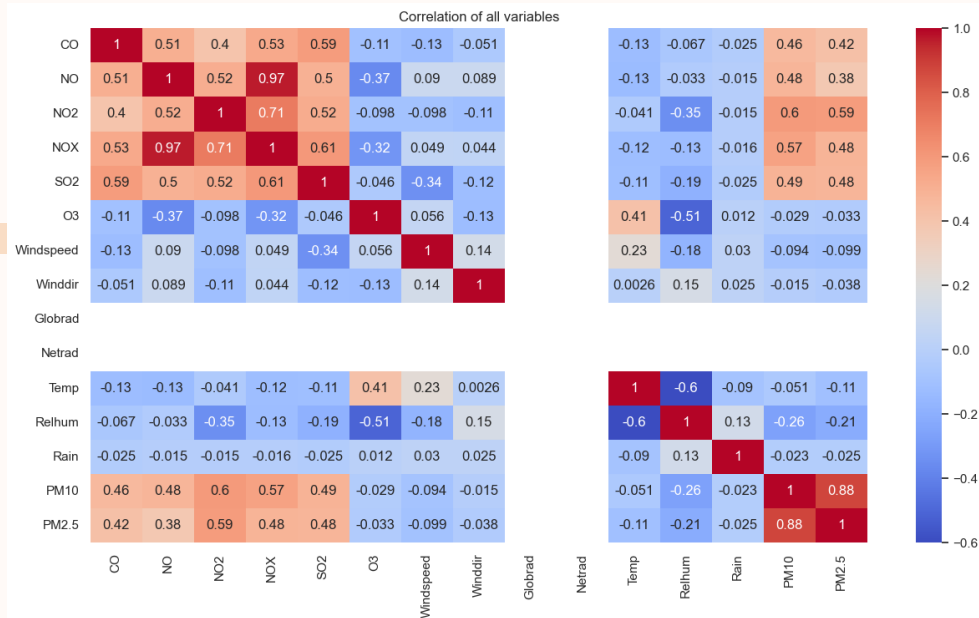 Correlation of all variables
CO 1 0.51 0.4 0.53 0.59 -0.11 -0.13 -0.051 -0.13 -0.067 -0.025 0.46 0.42
NO 0.51 1 0.52 0.97 0.5 -0.37 0.09 0.089 -0.13 -0.033 -0.015 0.48 0.38
NO2 0.4 0.52 1 0.71 0.52 -0.098 -0.098 -0.11 -0.041 -0.35 -0.015 0.6 0.59
NOX 0.53 0.97 0.71 1 0.61 -0.32 0.049 0.044 -0.12 -0.13 -0.016 0.57 0.48
SO2 0.59 0.5 0.52 0.61 1 -0.046 -0.34 -0.12 -0.11 -0.19 -0.025 0.49 0.48
O3 -0.11 -0.37 -0.098 -0.32 -0.046 1 0.056 -0.13 0.41 -0.51 0.012 -0.029 -0.033
Windspeed -0.13 0.09 -0.098 0.049 -0.34 0.056 1 0.14 0.23 -0.18 0.03 -0.094 -0.099
Winddir -0.051 0.089 -0.11 0.044 -0.12 -0.13 0.14 1 0.0026 0.15 0.025 -0.015 -0.038
Globrad
Netrad
Temp -0.13 -0.13 -0.041 -0.12 -0.11 0.41 0.23 0.0026 1 -0.6 -0.09 -0.051 -0.11
Relhum -0.067 -0.033 -0.35 -0.13 -0.19 -0.51 -0.18 0.15 -0.6 1 0.13 -0.26 -0.21
Rain -0.025 -0.015 -0.015 -0.016 -0.025 0.012 0.03 0.025 -0.09 0.13 1 -0.023 -0.025
PM10 0.46 0.48 0.6 0.57 0.49 -0.029 -0.094 -0.015 -0.051 -0.26 -0.023 1 0.88
PM2.5 0.42 0.38 0.59 0.48 0.48 -0.033 -0.099 -0.038 -0.11 -0.21 -0.025 0.88 1
CO NO NO2 NOX SO2 O3 Windspeed Winddir Globrad Netrad Temp Relhum Rain PM10 PM2.5
1.0
0.8
0.6
0.4
0.2
0.0
−0.2
−0.4
−0.6